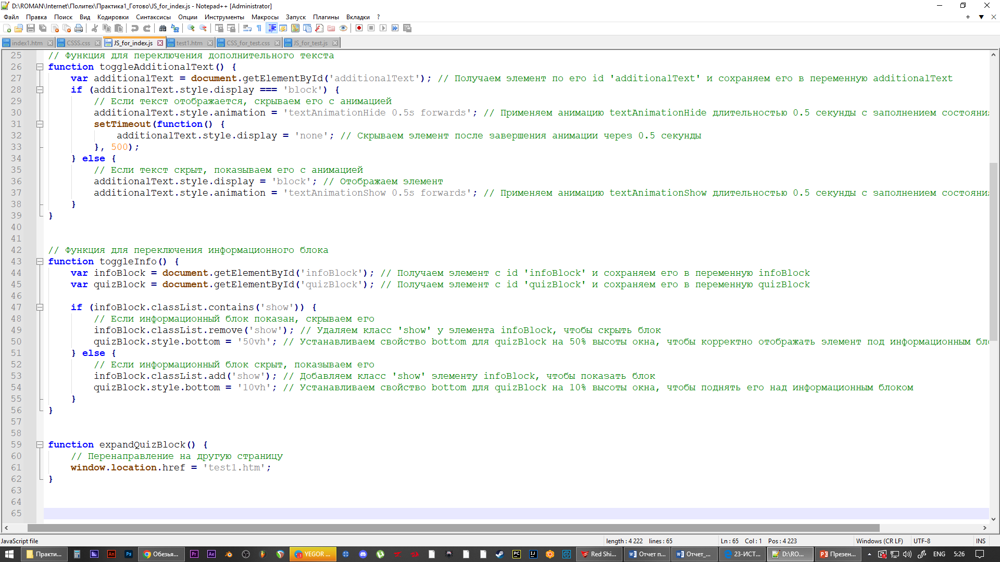 D:\ROMAN\Internet\Политех\Практика1_Готово\JS_for_index.js - Notepad++ [Administrator]
Файл Правка Поиск Вид Кодировки Синтаксисы Опции Инструменты Макросы Запуск Плагины Вкладки ?
index1.htm CSSS.css JS_for_index.js test1.htm CSS_for_test.css JS_for_test.js
25 // Функция для переключения дополнительного текста
26 function toggleAdditionalText() {
27 var additionalText = document.getElementById('additionalText'); // Получаем элемент по его id 'additionalText' и сохраняем его в переменную additionalText
28 if (additionalText.style.display === 'block') {
29 // Если текст отображается, скрываем его с анимацией
30 additionalText.style.animation = 'textAnimationHide 0.5s forwards'; // Применяем анимацию textAnimationHide длительностью 0.5 секунды с заполнением состояни
31 setTimeout(function() {
32 additionalText.style.display = 'none'; // Скрываем элемент после завершения анимации через 0.5 секунды
33 }, 500);
34 } else {
35 // Если текст скрыт, показываем его с анимацией
36 additionalText.style.display = 'block'; // Отображаем элемент
37 additionalText.style.animation = 'textAnimationShow 0.5s forwards'; // Применяем анимацию textAnimationShow длительностью 0.5 секунды с заполнением состояни
38 }
39 }
40
41
42 // Функция для переключения информационного блока
43 function toggleInfo() {
44 var infoBlock = document.getElementById('infoBlock'); // Получаем элемент с id 'infoBlock' и сохраняем его в переменную infoBlock
45 var quizBlock = document.getElementById('quizBlock'); // Получаем элемент с id 'quizBlock' и сохраняем его в переменную quizBlock
46
47 if (infoBlock.classList.contains('show')) {
48 // Если информационный блок показан, скрываем его
49 infoBlock.classList.remove('show'); // Удаляем класс 'show' у элемента infoBlock, чтобы скрыть блок
50 quizBlock.style.bottom = '50vh'; // Устанавливаем свойство bottom для quizBlock на 50% высоты окна, чтобы корректно отображать элемент под информационным бл
51 } else {
52 // Если информационный блок скрыт, показываем его
53 infoBlock.classList.add('show'); // Добавляем класс 'show' элементу infoBlock, чтобы показать блок
54 quizBlock.style.bottom = '10vh'; // Устанавливаем свойство bottom для quizBlock на 10% высоты окна, чтобы поднять его над информационным блоком
55 }
56 }
57
58
59 function expandQuizBlock() {
60 // Перенаправление на другую страницу
61 window.location.href = 'test1.htm';
62 }
63
64
65
JavaScript file length : 4 222 lines : 65 Ln : 65 Col : 1 Pos : 4 223 Windows (CR LF) UTF-8 INS
Практи... Обезья... YEGOR ... Red Shi... Отчет п... Отчет_... 23-ИСТ... D:\RO... Презен... ENG 5:26